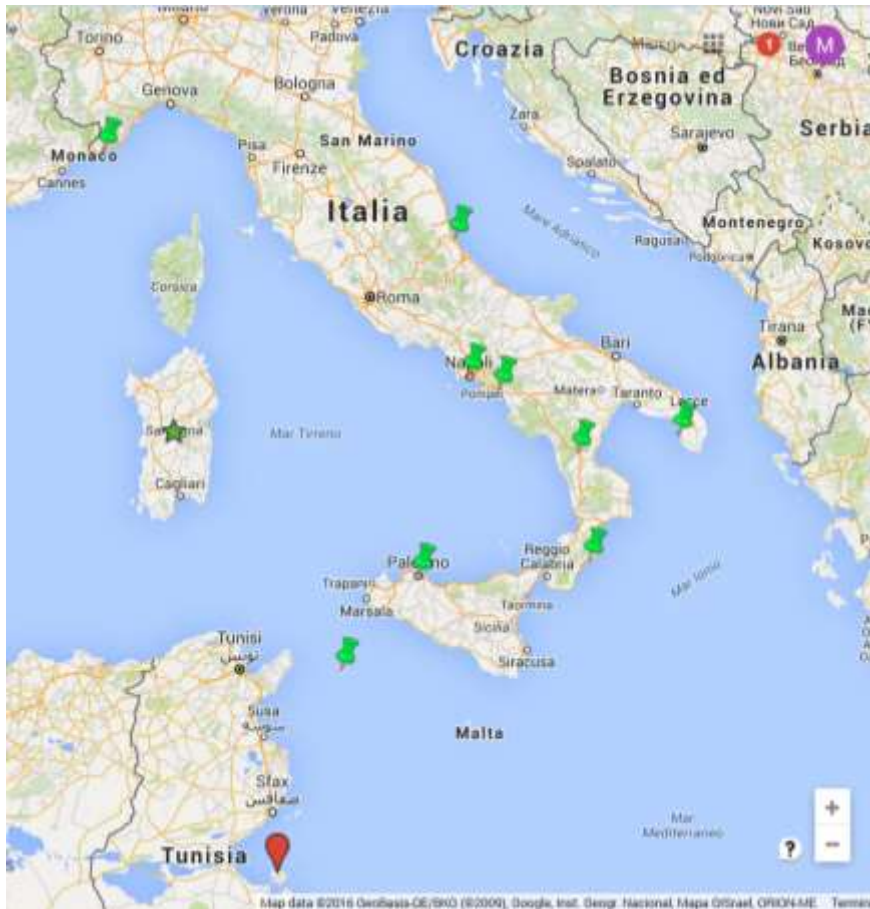 Torino
Milano
Verona
Venezia
Padova
Croazia
Novi Sad
Нови Сад
1
M
Београд
Genova
Bologna
Bosnia ed
Erzegovina
Zara
Serbia
Monaco
Cannes
Pisa
San Marino
Firenze
Sarajevo
Spalato
Italia
Mare Adriatico
Montenegro
Ragusa
Podgorica
Kosovo
Corsica
Roma
Tirana
Albania
Napoli
Pompei
Bari
Matera
Taranto
Lecce
Mar Tirreno
Cagliari
Palermo
Reggio
Calabria
Mar Ionio
Trapani
Marsala
Taormina
Sicilia
Siracusa
Tunisi
تونس
Susa
سوسة
Malta
Sfax
صفاقس
Mar
Mediterraneo
+
?
−
Tunisia
Map data ©2016 GeoBasis-DE/BKG (©2009), Google, Inst. Geogr. Nacional, Mapa GISrael, ORION-ME